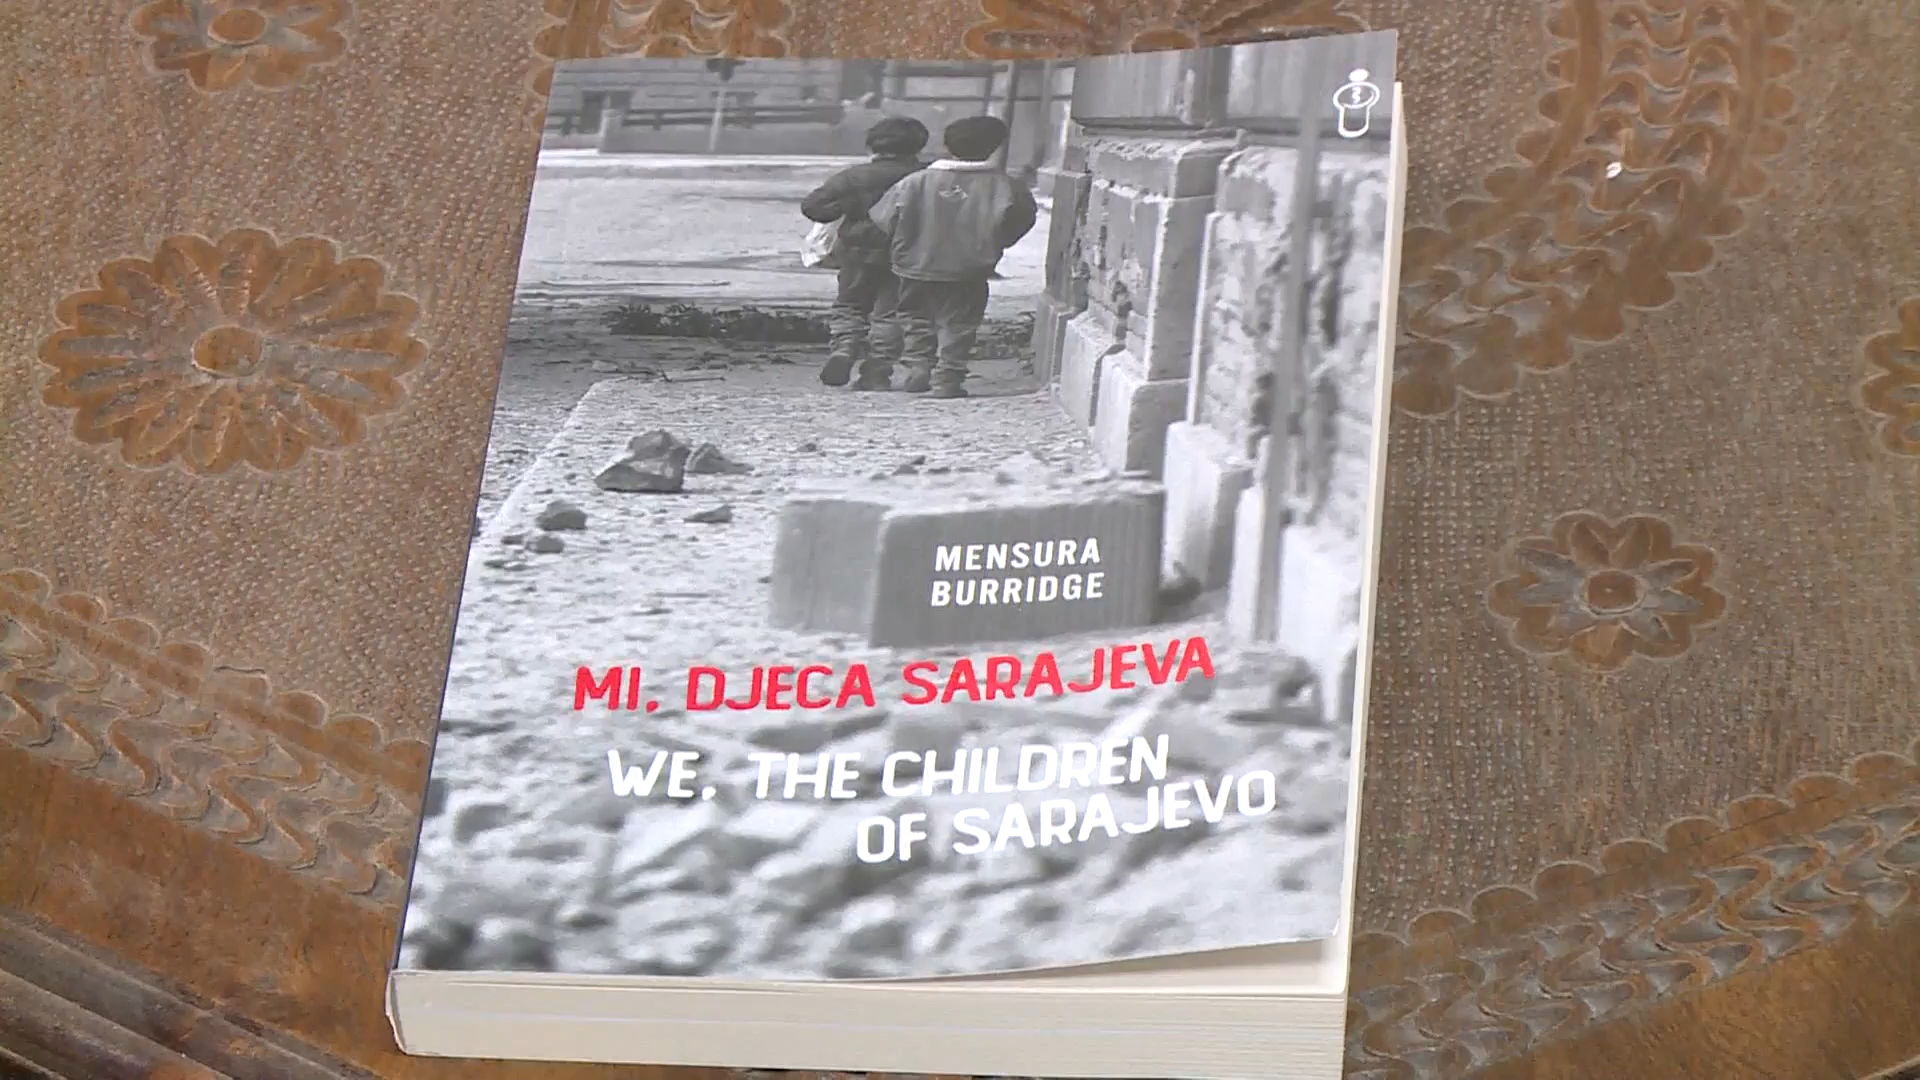 MENSURA
BURRIDGE
MI, DJECA SARAJEVA
WE, THE CHILDREN
OF SARAJEVO